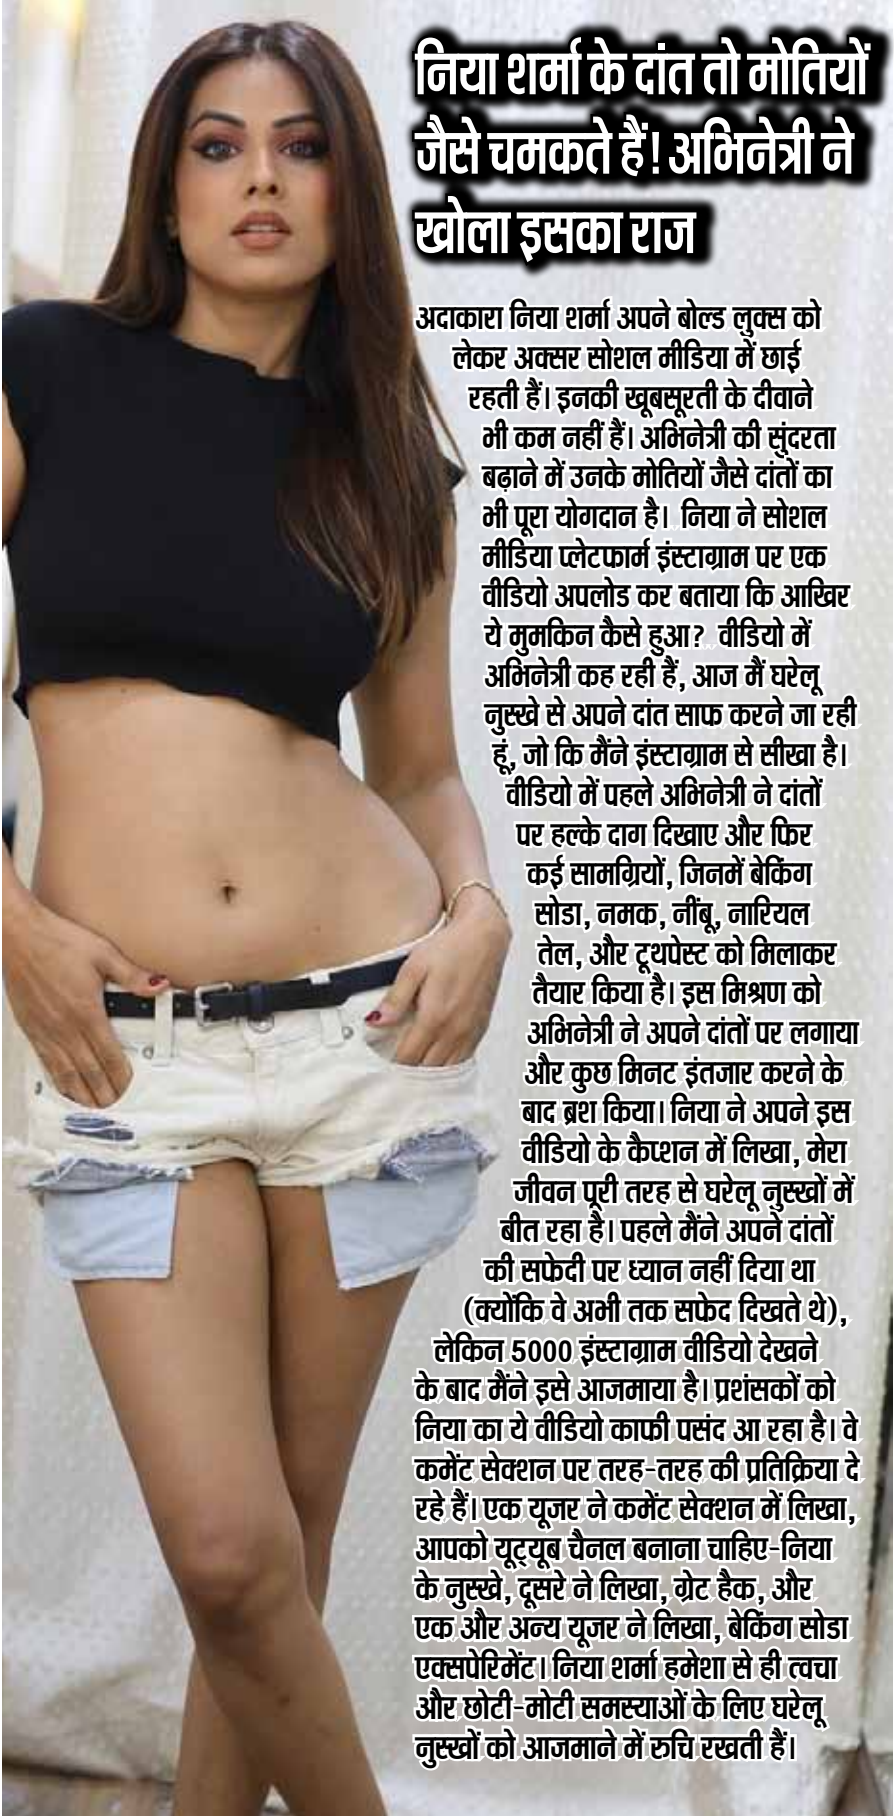 निया शर्मा के दांत तो मोतियों
जैसे चमकते हैं! अभिनेत्री ने
खोला इसका राज
अदाकारा निया शर्मा अपने बोल्ड लुक्स को
लेकर अक्सर सोशल मीडिया में छाई
रहती हैं। इनकी खूबसूरती के दीवाने
भी कम नहीं हैं। अभिनेत्री की सुंदरता
बढ़ाने में उनके मोतियों जैसे दांतों का
भी पूरा योगदान है। निया ने सोशल
मीडिया प्लेटफार्म इंस्टाग्राम पर एक
वीडियो अपलोड कर बताया कि आखिर
ये मुमकिन कैसे हुआ? वीडियो में
अभिनेत्री कह रही हैं, आज मैं घरेलू
नुस्खे से अपने दांत साफ करने जा रही
हूं, जो कि मैंने इंस्टाग्राम से सीखा है।
वीडियो में पहले अभिनेत्री ने दांतों
पर हल्के दाग दिखाए और फिर
कई सामग्रियों, जिनमें बेकिंग
सोडा, नमक, नींबू, नारियल
तेल, और टूथपेस्ट को मिलाकर
तैयार किया है। इस मिश्रण को
अभिनेत्री ने अपने दांतों पर लगाया
और कुछ मिनट इंतजार करने के
बाद ब्रश किया। निया ने अपने इस
वीडियो के कैप्शन में लिखा, मेरा
जीवन पूरी तरह से घरेलू नुस्खों में
बीत रहा है। पहले मैंने अपने दांतों
की सफेदी पर ध्यान नहीं दिया था
(क्योंकि वे अभी तक सफेद दिखते थे),
लेकिन 5000 इंस्टाग्राम वीडियो देखने
के बाद मैंने इसे आजमाया है। प्रशंसकों को
निया का ये वीडियो काफी पसंद आ रहा है। वे
कमेंट सेक्शन पर तरह-तरह की प्रतिक्रिया दे
रहे हैं। एक यूजर ने कमेंट सेक्शन में लिखा,
आपको यूट्यूब चैनल बनाना चाहिए-निया
के नुस्खे, दूसरे ने लिखा, ग्रेट हैक, और
एक और अन्य यूजर ने लिखा, बेकिंग सोडा
एक्सपेरिमेंट। निया शर्मा हमेशा से ही त्वचा
और छोटी-मोटी समस्याओं के लिए घरेलू
नुस्खों को आजमाने में रुचि रखती हैं।